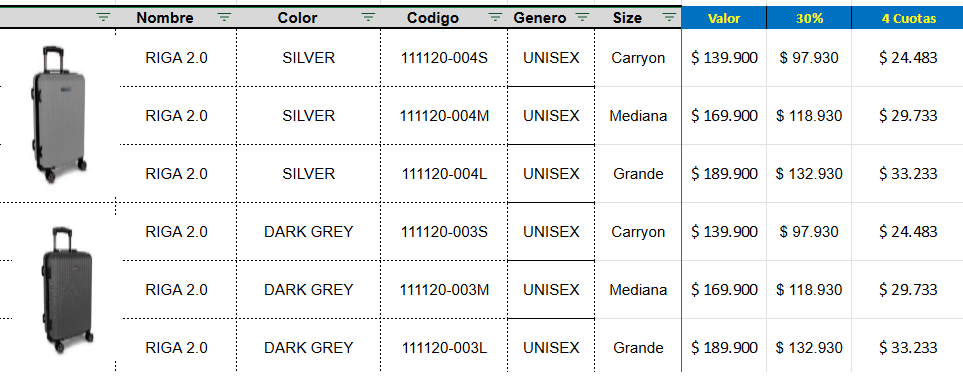 Nombre Color Codigo Genero Size Valor 30% 4 Cuotas
RIGA 2.0 SILVER 111120-004S UNISEX Carryon $ 139.900 $ 97.930 $ 24.483
RIGA 2.0 SILVER 111120-004M UNISEX Mediana $ 169.900 $ 118.930 $ 29.733
RIGA 2.0 SILVER 111120-004L UNISEX Grande $ 189.900 $ 132.930 $ 33.233
RIGA 2.0 DARK GREY 111120-003S UNISEX Carryon $ 139.900 $ 97.930 $ 24.483
RIGA 2.0 DARK GREY 111120-003M UNISEX Mediana $ 169.900 $ 118.930 $ 29.733
RIGA 2.0 DARK GREY 111120-003L UNISEX Grande $ 189.900 $ 132.930 $ 33.233